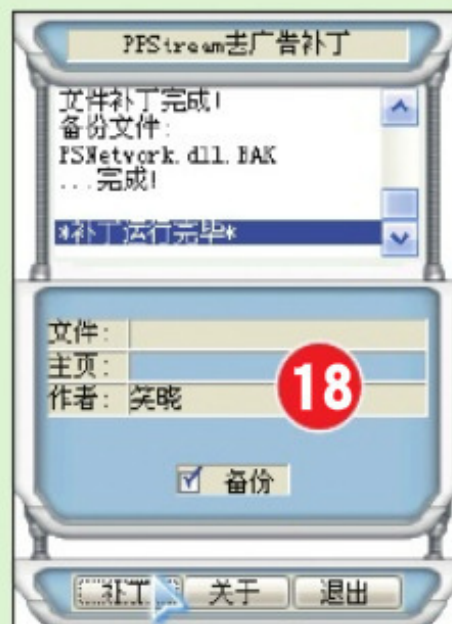 PPStream去广告补丁
文件补丁完成!
备份文件:
PSNetwork.dll.BAK
...完成!
*补丁运行完毕*
文件:
主页:
作者: 笑晓
18
备份
补丁 关于 退出